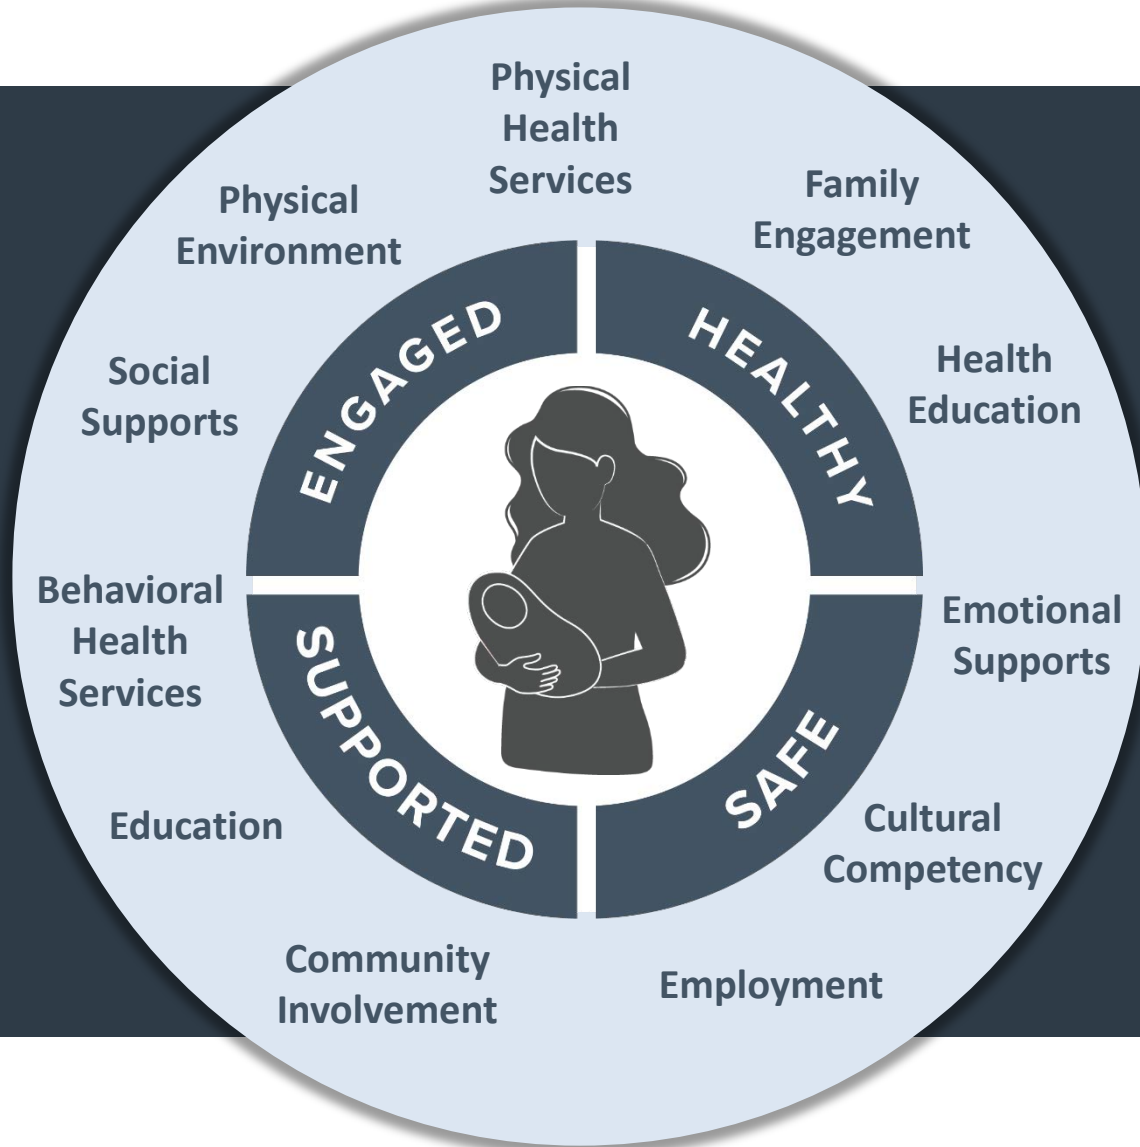 Physical
Health
Services
Family
Engagement
Health
Education
Emotional
Supports
Cultural
Competency
Employment
Community
Involvement
Education
Behavioral
Health
Services
Social
Supports
Physical
Environment
ENGAGED
HEALTHY
SAFE
SUPPORTED